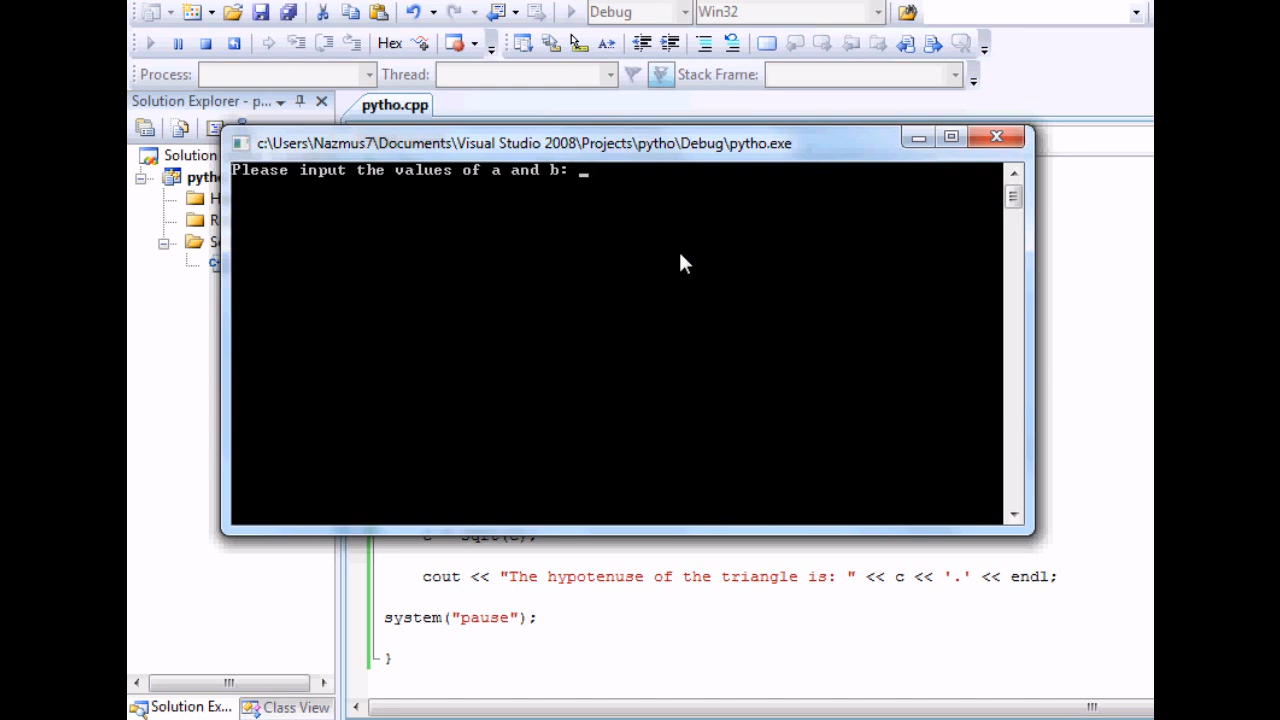 Debug Win32
Hex
Process: Thread: Stack Frame:
Solution Explorer - p...
pytho.cpp
c:\Users\Nazmus7\Documents\Visual Studio 2008\Projects\pytho\Debug\pytho.exe
Solution
Please input the values of a and b: _
pytho
H
R
S
c = sqrt(c);
cout << "The hypotenuse of the triangle is: " << c << '.' << endl;
system("pause");
}
Solution Ex... Class View